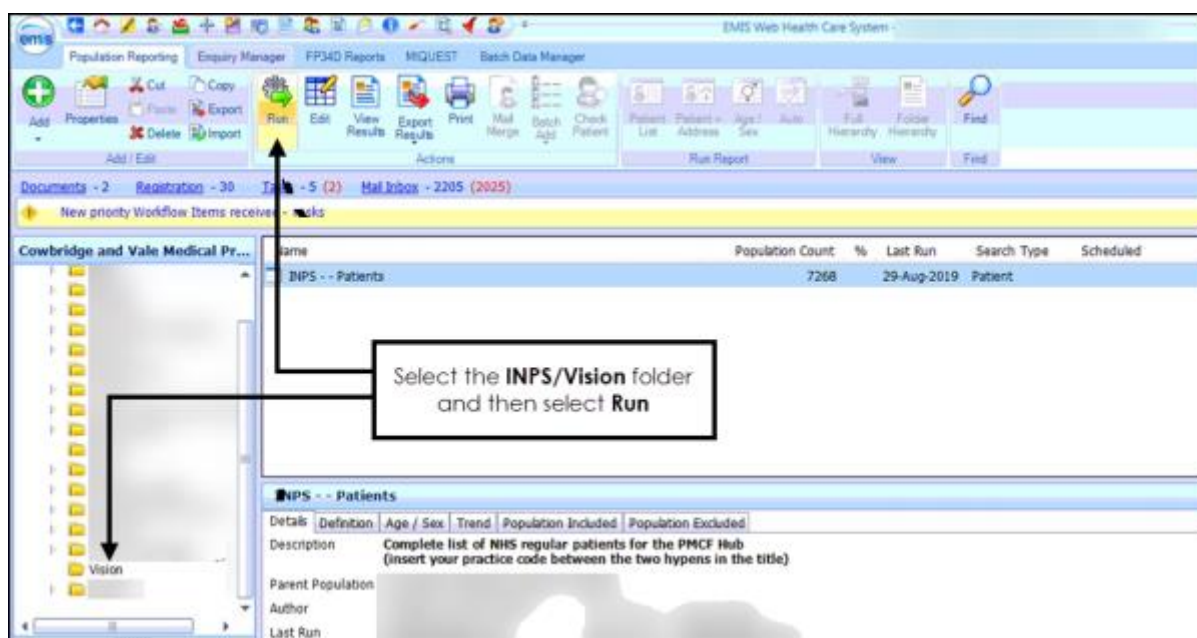 emis
EMIS Web Health Care System -
Population Reporting Enquiry Manager FP34D Reports MIQUEST Batch Data Manager
Add Properties Cut Copy Paste Export Delete Import
Run Edit View Results Export Results Print Mail Merge Batch Add Check Patient
Patient List Patient + Address Age / Sex Auto Full Hierarchy Folder Hierarchy Find
Add / Edit Actions Run Report View Find
Documents - 2 Registration - 30 - 5 (2) Mail Inbox - 2205 (2025)
New priority Workflow Items received -
Cowbridge and Vale Medical Pr...
Name Population Count % Last Run Search Type Scheduled
INPS - - Patients 7268 29-Aug-2019 Patient
Select the INPS/Vision folder
and then select Run
Vision
INPS - - Patients
Details Definition Age / Sex Trend Population Included Population Excluded
Description Complete list of NHS regular patients for the PMCF Hub
(insert your practice code between the two hypens in the title)
Parent Population
Author
Last Run